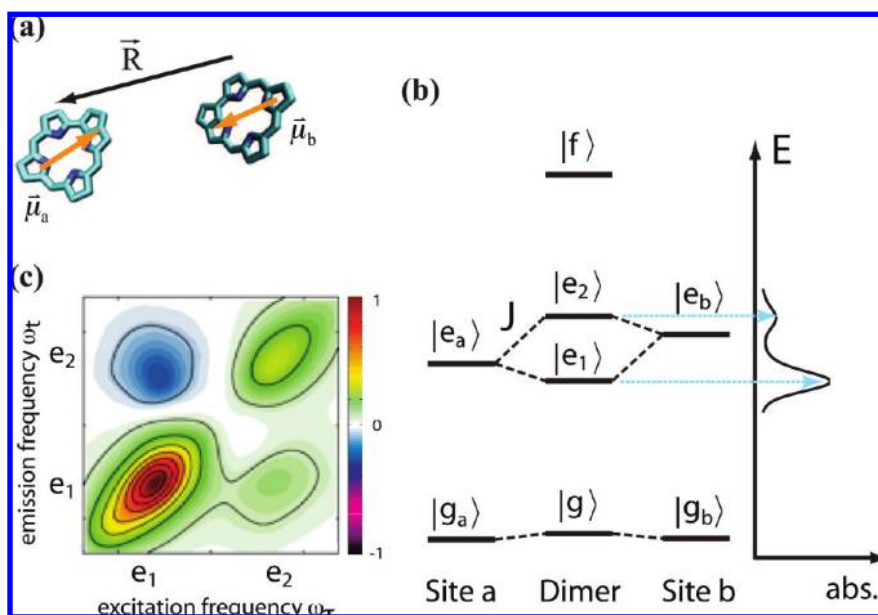 (a)
R
μa
μb
(b)
E
|f⟩
|e2⟩
|eb⟩
|ea⟩
J
|e1⟩
|ga⟩
|g⟩
|gb⟩
Site a
Dimer
Site b
abs.
(c)
emission frequency ωt
e2
e1
e1
e2
excitation frequency ωτ
1
0
-1